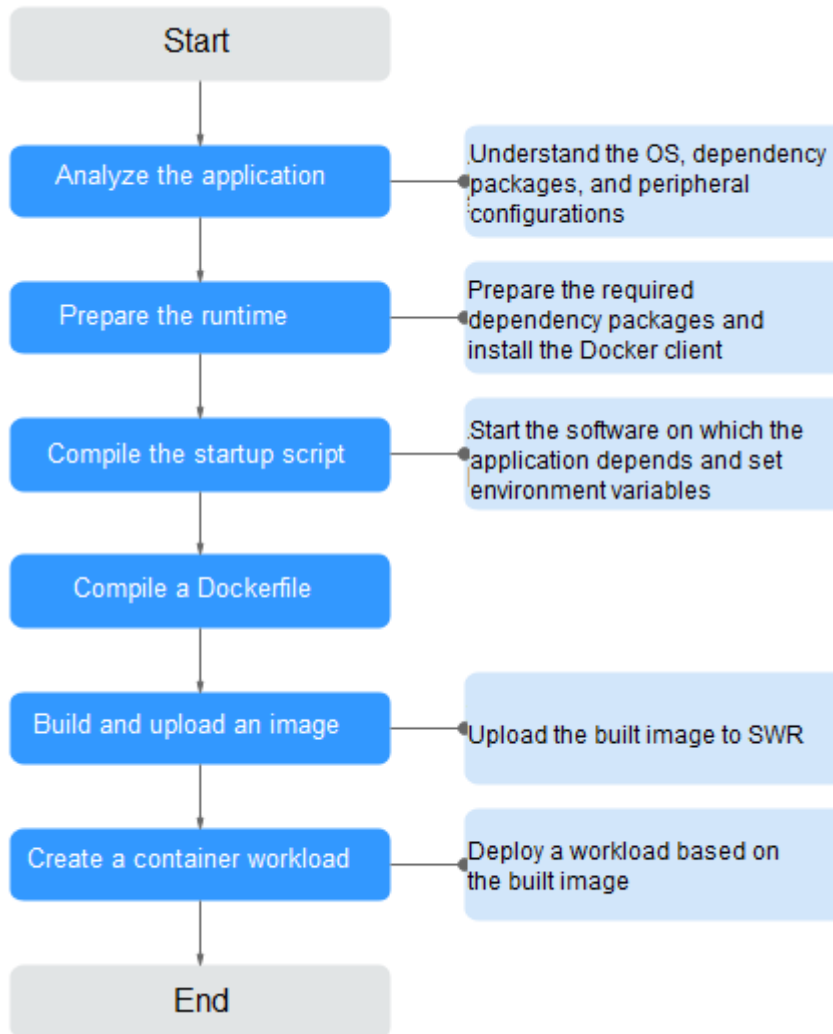 Start
Analyze the application
Understand the OS, dependency
packages, and peripheral
configurations
Prepare the runtime
Prepare the required
dependency packages and
install the Docker client
Compile the startup script
Start the software on which the
application depends and set
environment variables
Compile a Dockerfile
Build and upload an image
Upload the built image to SWR
Create a container workload
Deploy a workload based on
the built image
End